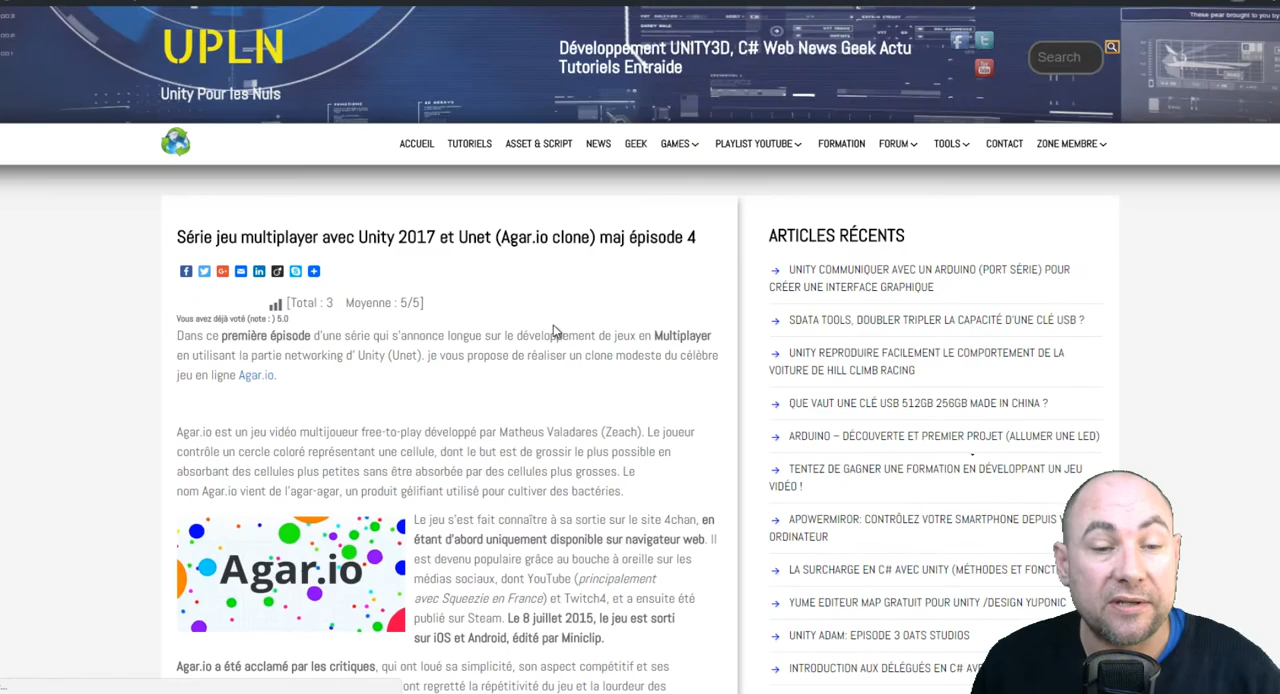 UPLN
Unity Pour les Nuls
Développement UNITY3D, C# Web News Geek Actu
Tutoriels Entraide
These pear brought to you by
Search
ACCUEIL TUTORIELS ASSET & SCRIPT NEWS GEEK GAMES PLAYLIST YOUTUBE FORMATION FORUM TOOLS CONTACT ZONE MEMBRE
Série jeu multiplayer avec Unity 2017 et Unet (Agar.io clone) maj épisode 4
[Total : 3 Moyenne : 5/5]
Vous avez déjà voté (note : ) 5.0
Dans ce première épisode d'une série qui s'annonce longue sur le développement de jeux en Multiplayer
en utilisant la partie networking d' Unity (Unet). je vous propose de réaliser un clone modeste du célèbre
jeu en ligne Agar.io.
Agar.io est un jeu vidéo multijoueur free-to-play développé par Matheus Valadares (Zeach). Le joueur
contrôle un cercle coloré représentant une cellule, dont le but est de grossir le plus possible en
absorbant des cellules plus petites sans être absorbée par des cellules plus grosses. Le
nom Agar.io vient de l'agar-agar, un produit gélifiant utilisé pour cultiver des bactéries.
Agar.io
Le jeu s'est fait connaître à sa sortie sur le site 4chan, en
étant d'abord uniquement disponible sur navigateur web. Il
est devenu populaire grâce au bouche à oreille sur les
médias sociaux, dont YouTube (principalement
avec Squeezie en France) et Twitch4, et a ensuite été
publié sur Steam. Le 8 juillet 2015, le jeu est sorti
sur iOS et Android, édité par Miniclip.
Agar.io a été acclamé par les critiques, qui ont loué sa simplicité, son aspect compétitif et ses
ont regretté la répétitivité du jeu et la lourdeur des
ARTICLES RÉCENTS
UNITY COMMUNIQUER AVEC UN ARDUINO (PORT SÉRIE) POUR
CRÉER UNE INTERFACE GRAPHIQUE
SDATA TOOLS, DOUBLER TRIPLER LA CAPACITÉ D'UNE CLÉ USB ?
UNITY REPRODUIRE FACILEMENT LE COMPORTEMENT DE LA
VOITURE DE HILL CLIMB RACING
QUE VAUT UNE CLÉ USB 512GB 256GB MADE IN CHINA ?
ARDUINO – DÉCOUVERTE ET PREMIER PROJET (ALLUMER UNE LED)
TENTEZ DE GAGNER UNE FORMATION EN DÉVELOPPANT UN JEU
VIDÉO !
APOWERMIROR: CONTRÔLEZ VOTRE SMARTPHONE DEPUIS
ORDINATEUR
LA SURCHARGE EN C# AVEC UNITY (MÉTHODES ET FONCT
YUME EDITEUR MAP GRATUIT POUR UNITY /DESIGN YUPONIC
UNITY ADAM: EPISODE 3 OATS STUDIOS
INTRODUCTION AUX DÉLÉGUÉS EN C# AVE